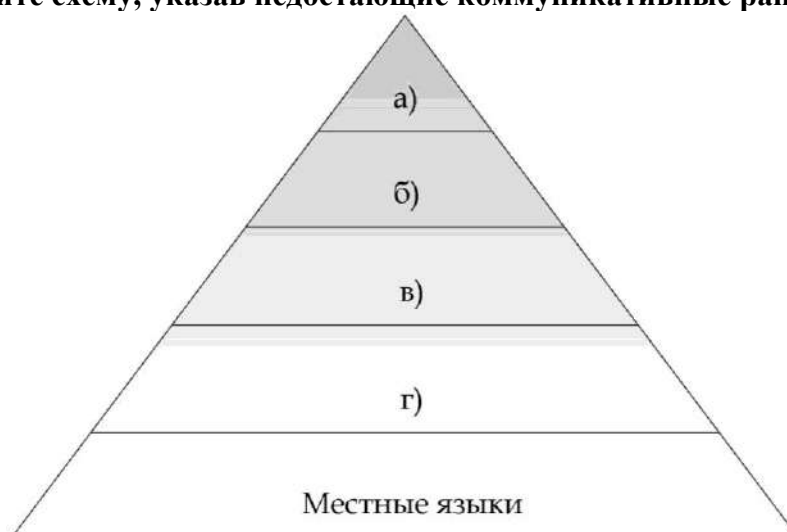 схему, указав недостающие коммуникативные
а)
б)
в)
г)
Местные языки